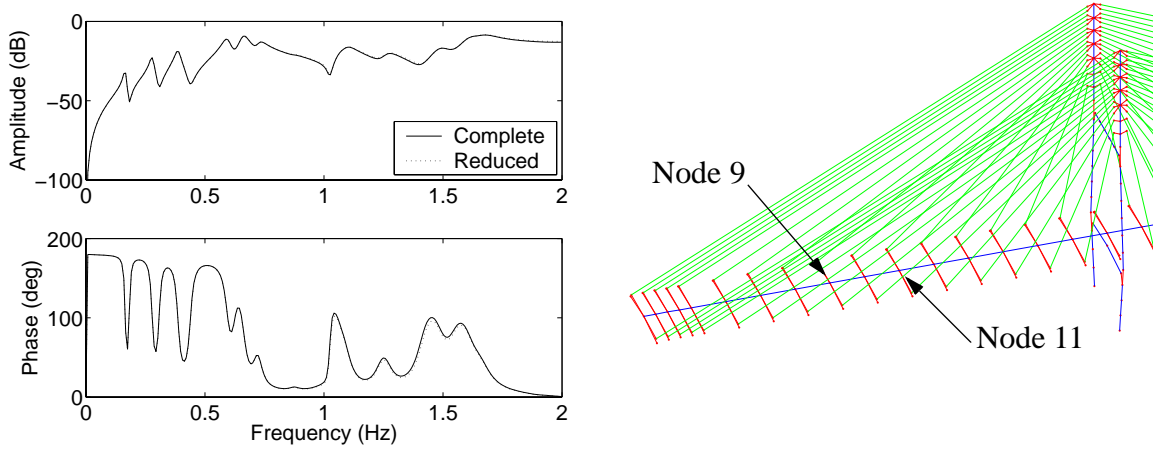 0
−50
−100
Amplitude (dB)
Complete
Reduced
0 0.5 1 1.5 2
200
100
0
Phase (deg)
0 0.5 1 1.5 2
Frequency (Hz)
Node 9
Node 11